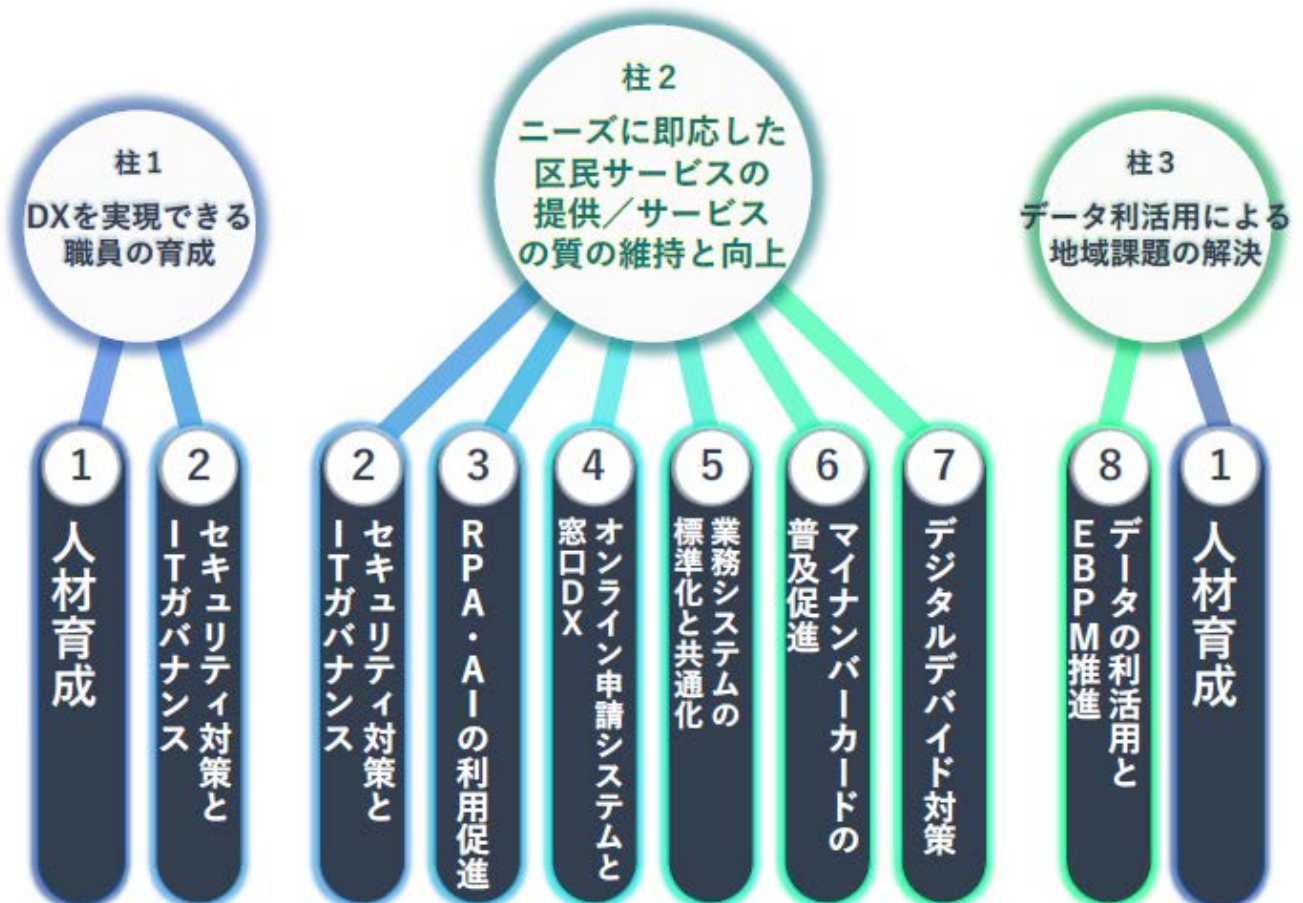 柱1
DXを実現できる
職員の育成
1
人材育成
2
セキュリティ対策と
ITガバナンス
柱2
ニーズに即応した
区民サービスの
提供／サービス
の質の維持と向上
2
セキュリティ対策と
ITガバナンス
3
RPA・AIの利用促進
4
オンライン申請システムと
窓口DX
5
業務システムの
標準化と共通化
6
マイナンバーカードの
普及促進
7
デジタルデバイド対策
柱3
データ利活用による
地域課題の解決
8
データの利活用と
EBPM推進
1
人材育成